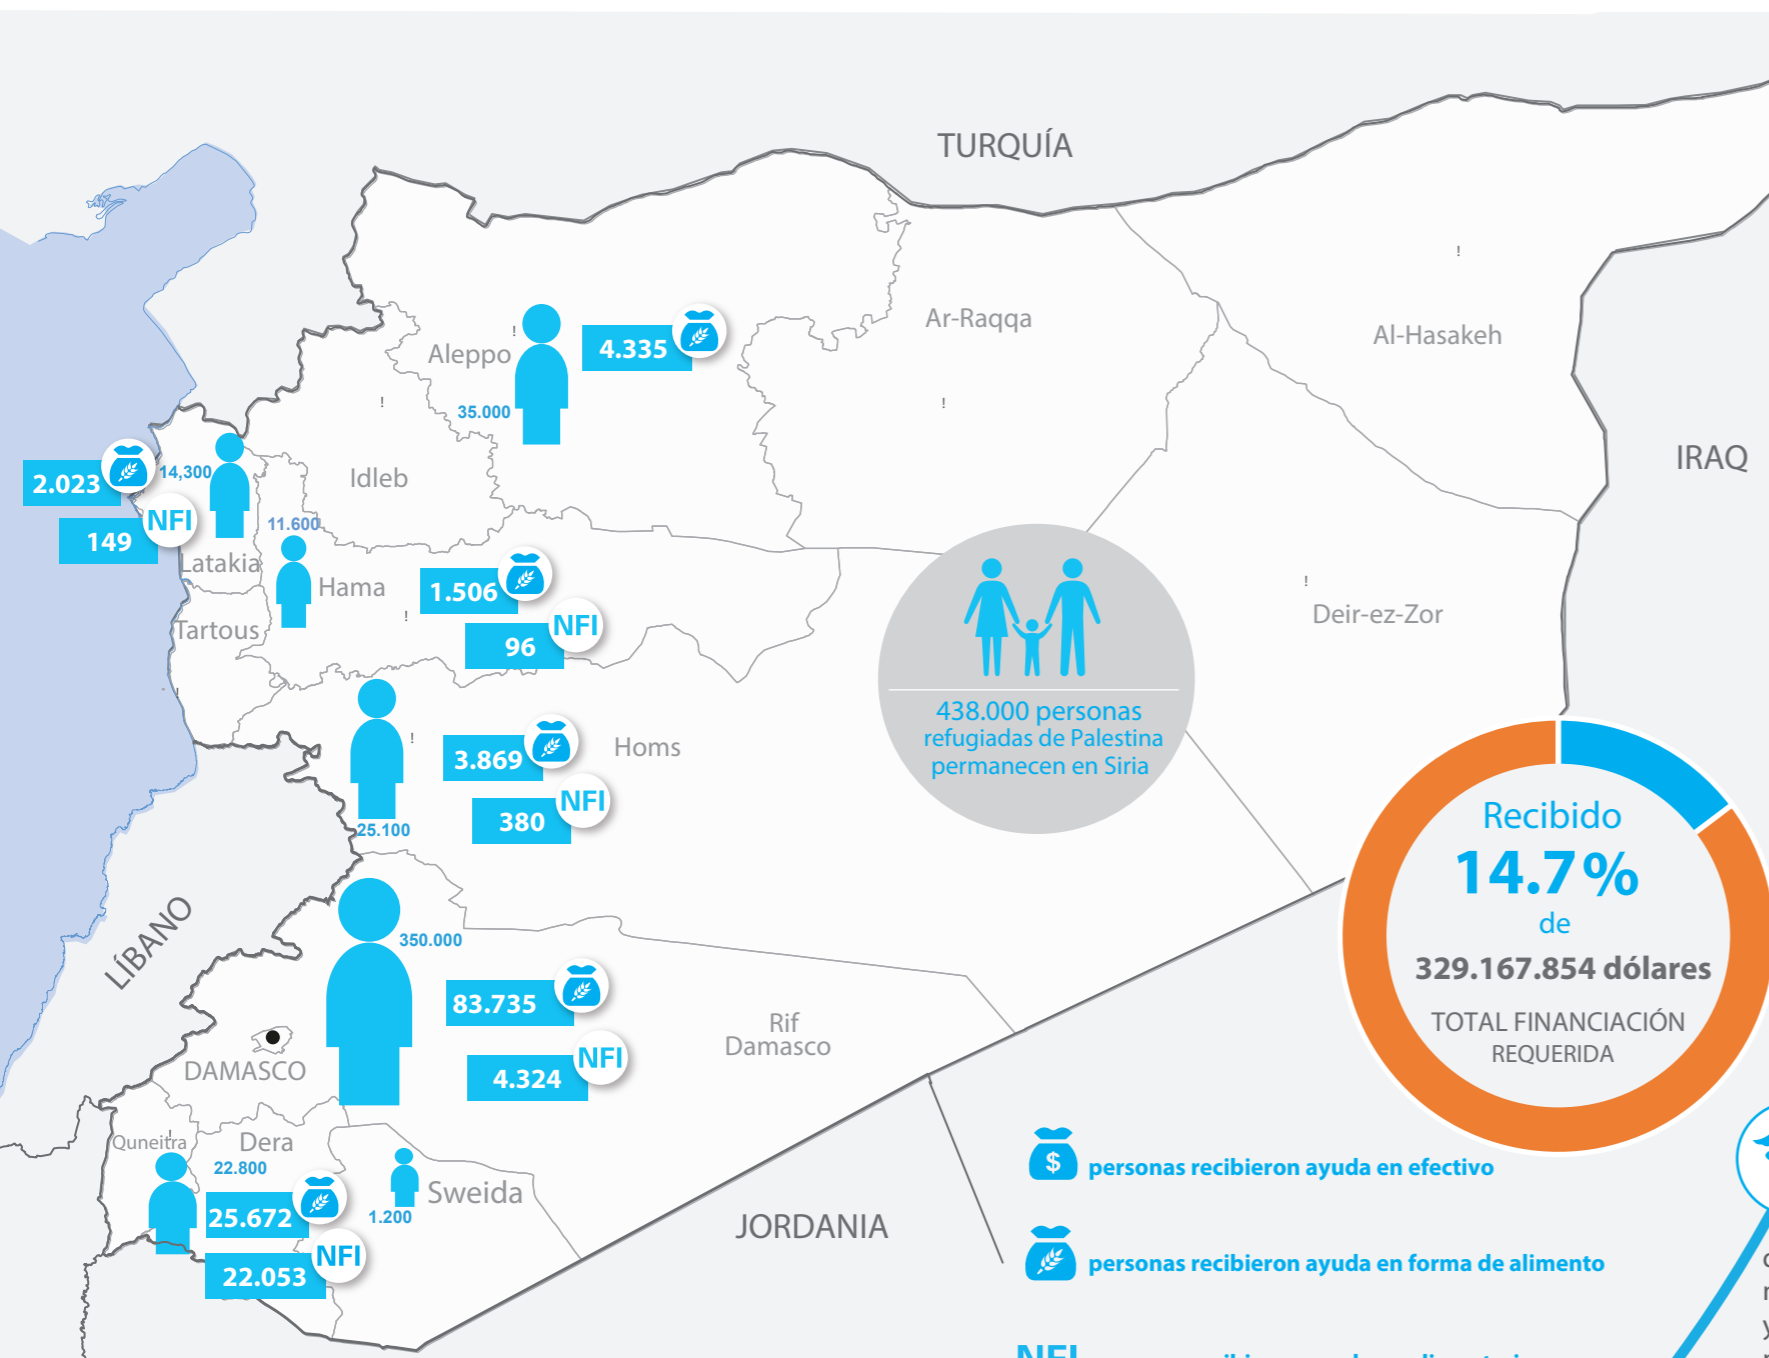 TURQUÍA
Ar-Raqqa
Al-Hasakeh
Aleppo
4.335
35.000
IRAQ
2.023
14,300
NFI
149
Idleb
11.600
Latakia
Hama
1.506
NFI
96
Tartous
Deir-ez-Zor
438.000 personas
refugiadas de Palestina
permanecen en Siria
3.869
Homs
NFI
380
25.100
Recibido
14.7%
de
329.167.854 dólares
TOTAL FINANCIACIÓN
REQUERIDA
LÍBANO
350.000
83.735
NFI
4.324
Rif
Damasco
DAMASCO
Quneitra
Dera
22.800
25.672
NFI
22.053
Sweida
1.200
JORDANIA
$
personas recibieron ayuda en efectivo
personas recibieron ayuda en forma de alimento
NFI